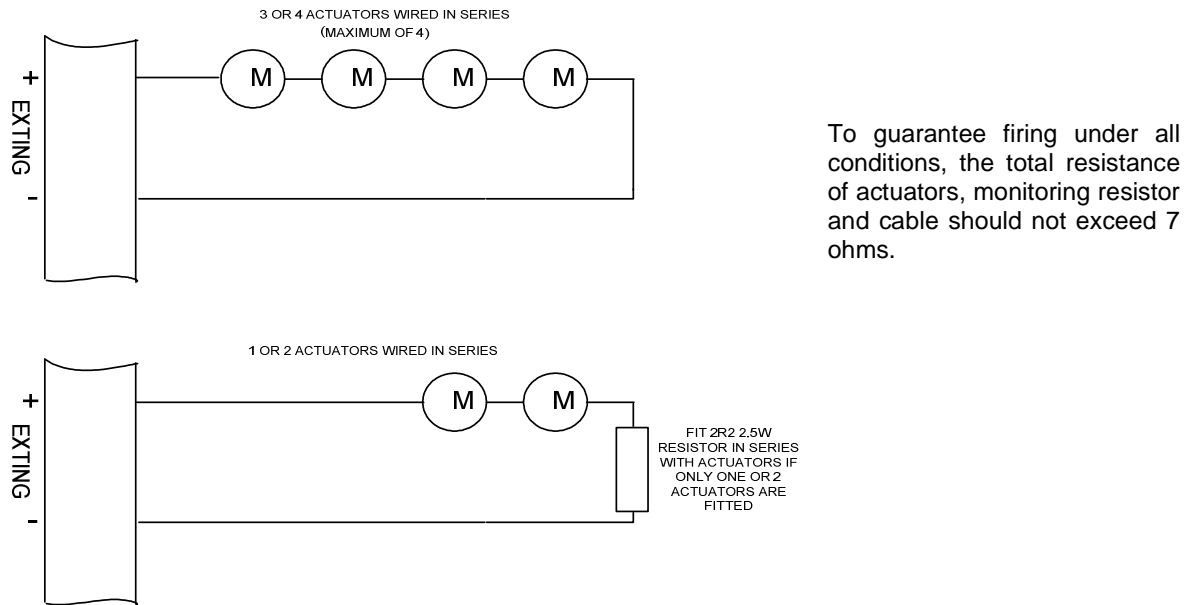 3 OR 4 ACTUATORS WIRED IN SERIES
(MAXIMUM OF 4)
+
EXTING
-
M M M M
To guarantee firing under all
conditions, the total resistance
of actuators, monitoring resistor
and cable should not exceed 7
ohms.
1 OR 2 ACTUATORS WIRED IN SERIES
+
EXTING
-
M M
FIT 2R2 2,5W
RESISTOR IN SERIES
WITH ACTUATORS IF
ONLY ONE OR 2
ACTUATORS ARE
FITTED